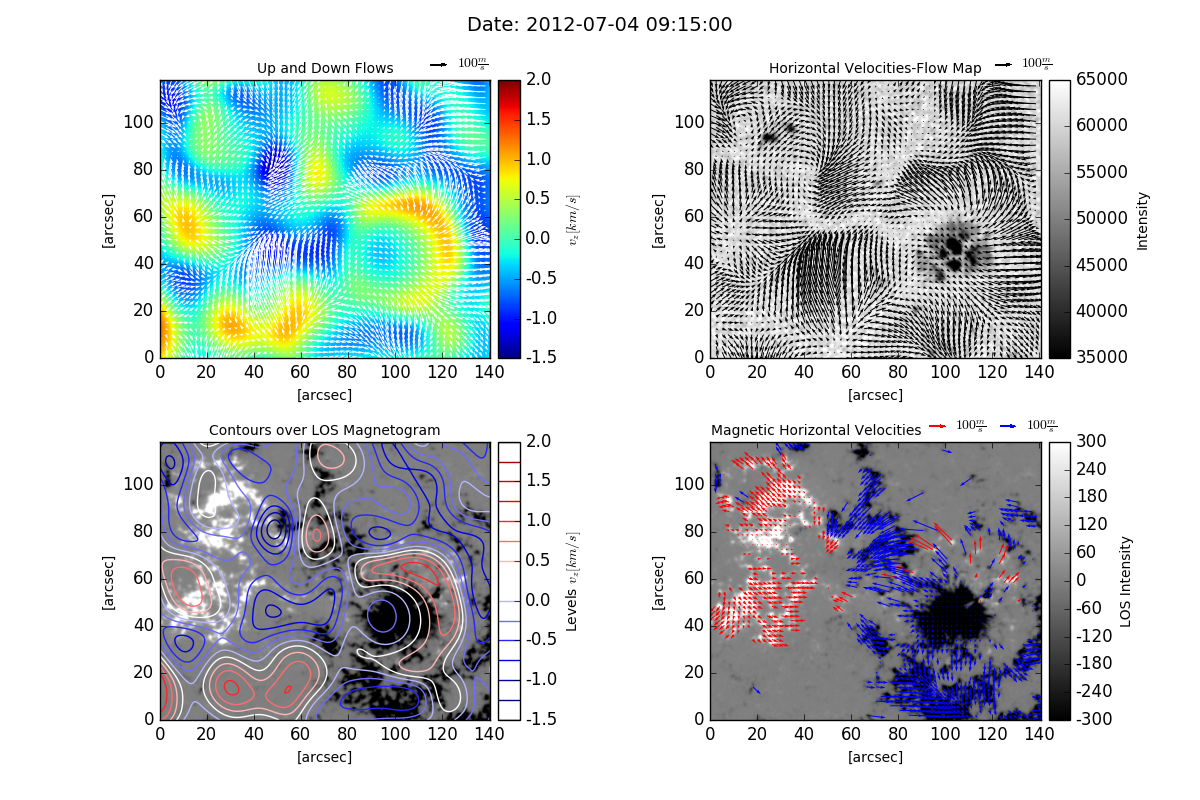 Date: 2012-07-04 09:15:00
Up and Down Flows
100 m/s
2.0
1.5
1.0
0.5
0.0
-0.5
-1.0
-1.5
v_z[km/s]
100
80
60
40
20
0
[arcsec]
0 20 40 60 80 100 120 140
[arcsec]
Horizontal Velocities-Flow Map
100 m/s
65000
60000
55000
50000
45000
40000
35000
Intensity
100
80
60
40
20
0
[arcsec]
0 20 40 60 80 100 120 140
[arcsec]
Contours over LOS Magnetogram
2.0
1.5
1.0
0.5
0.0
-0.5
-1.0
-1.5
Levels v_z[km/s]
100
80
60
40
20
0
[arcsec]
0 20 40 60 80 100 120 140
[arcsec]
Magnetic Horizontal Velocities
100 m/s
100 m/s
300
240
180
120
60
0
-60
-120
-180
-240
-300
LOS Intensity
100
80
60
40
20
0
[arcsec]
0 20 40 60 80 100 120 140
[arcsec]